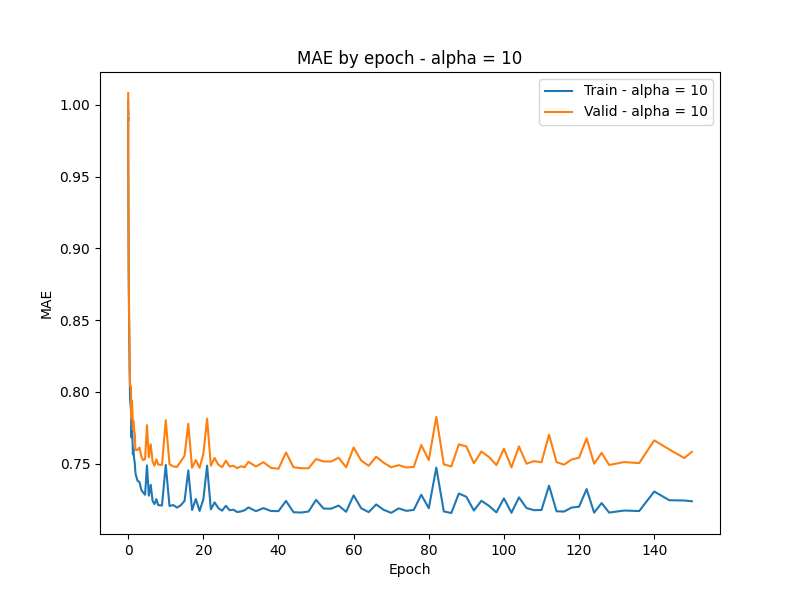 MAE by epoch - alpha = 10
Train - alpha = 10
Valid - alpha = 10
1.00
0.95
0.90
0.85
0.80
0.75
MAE
0 20 40 60 80 100 120 140
Epoch